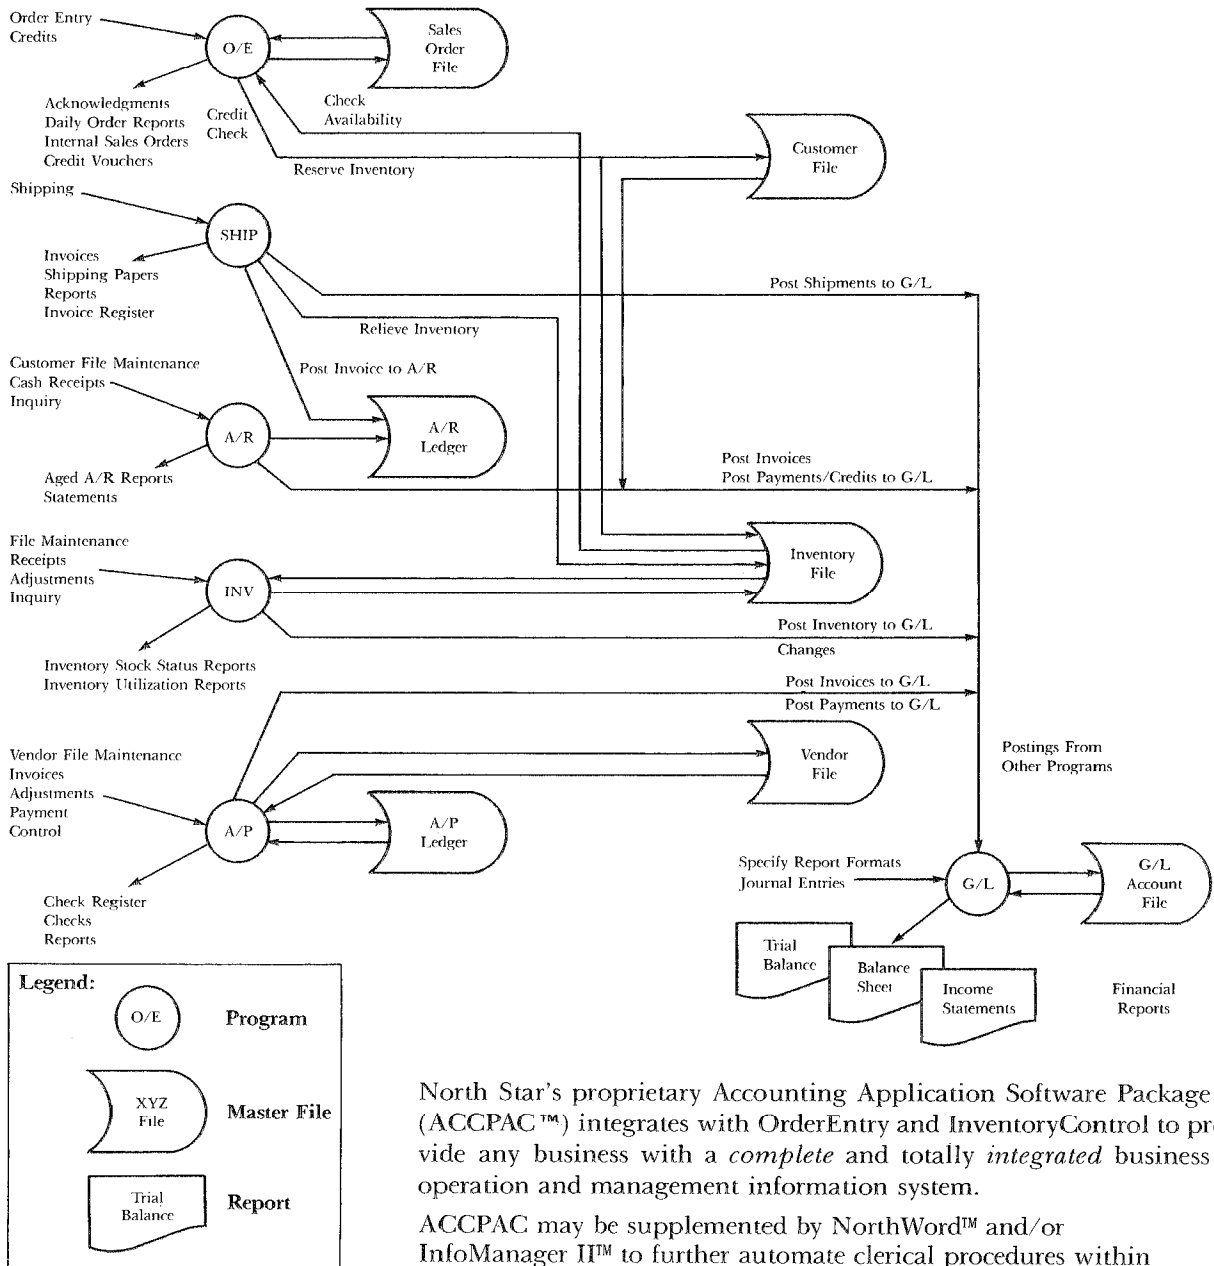 Order Entry
Credits
O/E
Sales
Order
File
Acknowledgments
Daily Order Reports
Internal Sales Orders
Credit Vouchers
Credit
Check
Check
Availability
Reserve Inventory
Customer
File
Shipping
SHIP
Invoices
Shipping Papers
Reports
Invoice Register
Post Shipments to G/L
Relieve Inventory
Post Invoice to A/R
Customer File Maintenance
Cash Receipts
Inquiry
A/R
A/R
Ledger
Aged A/R Reports
Statements
Post Invoices
Post Payments/Credits to G/L
File Maintenance
Receipts
Adjustments
Inquiry
INV
Inventory
File
Post Inventory to G/L
Changes
Inventory Stock Status Reports
Inventory Utilization Reports
Post Invoices to G/L
Post Payments to G/L
Vendor File Maintenance
Invoices
Adjustments
Payment
Control
A/P
A/P
Ledger
Vendor
File
Postings From
Other Programs
Check Register
Checks
Reports
Specify Report Formats
Journal Entries
G/L
G/L
Account
File
Trial
Balance
Balance
Sheet
Income
Statements
Financial
Reports
Legend:
O/E
Program
XYZ
File
Master File
Trial
Balance
Report
North Star's proprietary Accounting Application Software Package
(ACCPAC™) integrates with OrderEntry and InventoryControl to pr
vide any business with a complete and totally integrated business
operation and management information system.
ACCPAC may be supplemented by NorthWord™ and/or
InfoManager II™ to further automate clerical procedures within